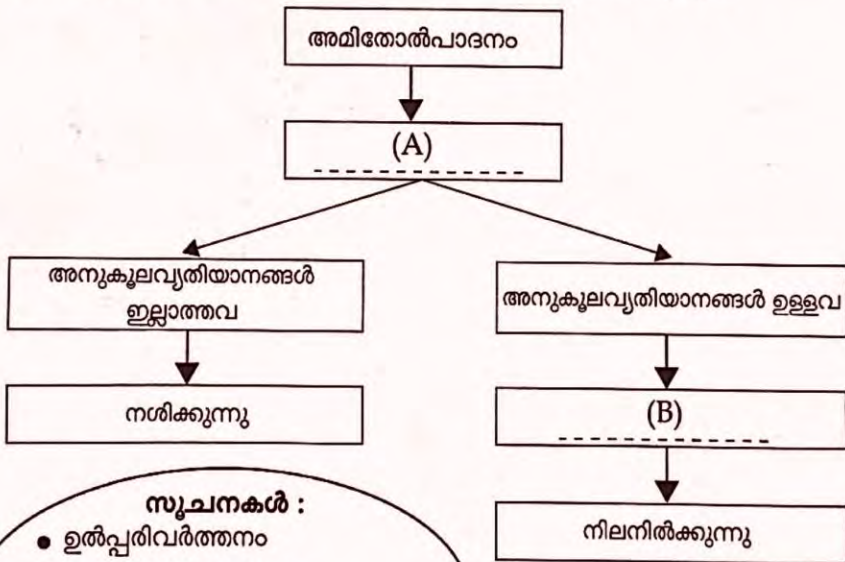 അമിതോൽപാദനം
(A)
അനുകൂലവ്യതിയാനങ്ങൾ
ഇല്ലാത്തവ
അനുകൂലവ്യതിയാനങ്ങൾ ഉള്ളവ
നശിക്കുന്നു
(B)
നിലനിൽക്കുന്നു
സൂചനകൾ :
● ഉൽപ്പരിവർത്തനം